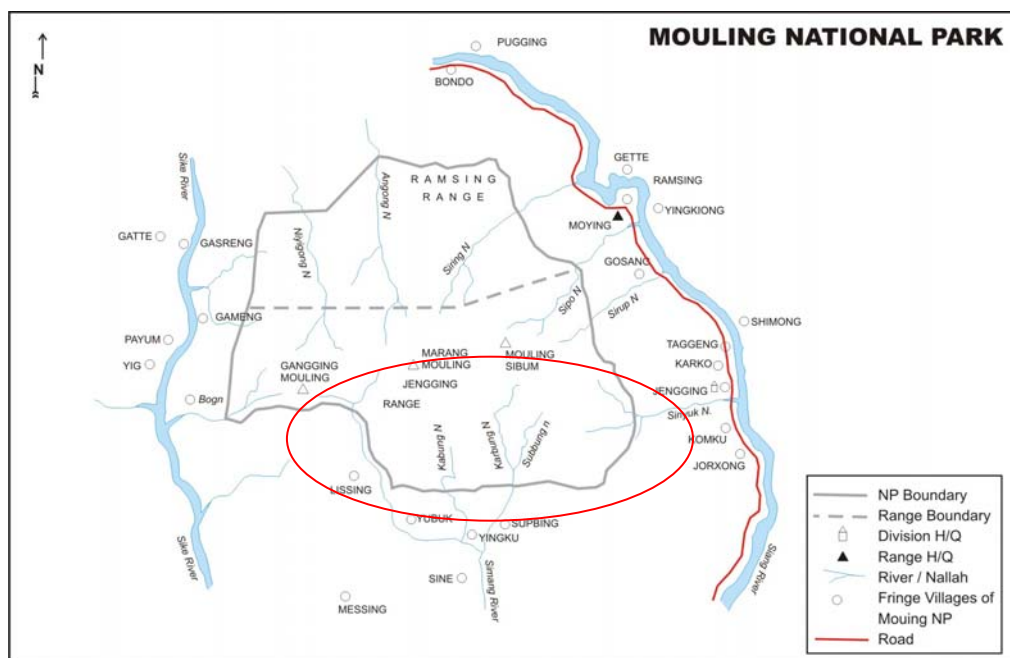 MOULING NATIONAL PARK
N
PUGGING
BONDO
GETTE
RAMSING
YINGKIONG
MOYING
GOSANG
SHIMONG
TAGGENG
KARKO
JENGGING
Sinyuk N.
KOMKU
JORXONG
Siang River
Sike River
GATTE
GASRENG
GAMENG
PAYUM
YIG
Bogn
Sike River
RAMSING
RANGE
Angong N
Niyigong N
Siring N
Sipo N
Sirup N
GANGGING
MOULING
MARANG
MOULING
MOULING
SIBUM
JENGGING
RANGE
Kabung N
Karbung N
Subbung n
LISSING
YUBUK
SUPBING
YINGKU
SINE
Simang River
MESSING
NP Boundary
Range Boundary
Division H/Q
Range H/Q
River / Nallah
Fringe Villages of
Mouing NP
Road